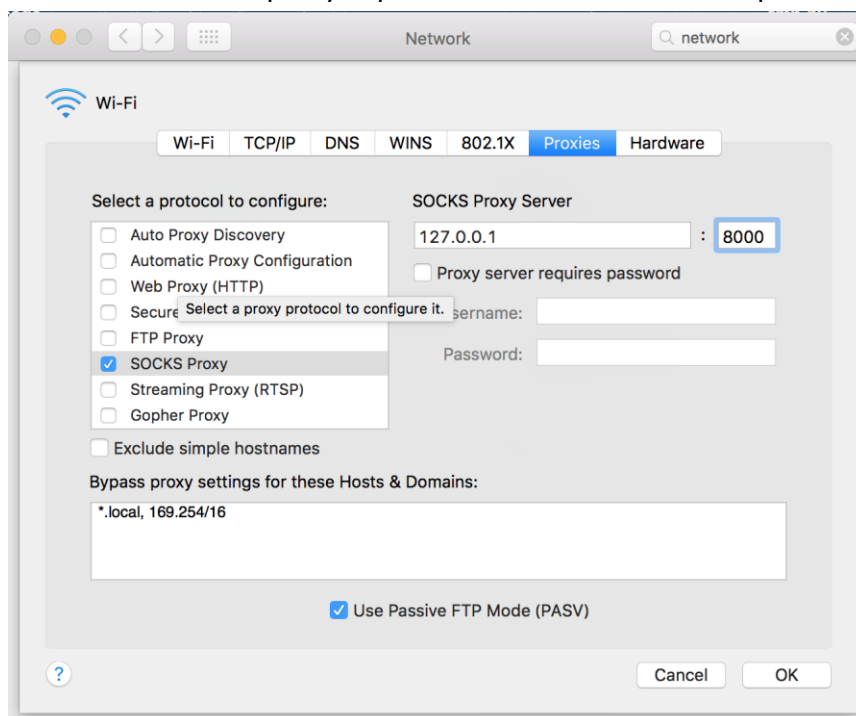 Network
network
Wi-Fi
Wi-Fi TCP/IP DNS WINS 802.1X Proxies Hardware
Select a protocol to configure:
Auto Proxy Discovery
Automatic Proxy Configuration
Web Proxy (HTTP)
Secure
Select a proxy protocol to configure it.
FTP Proxy
SOCKS Proxy
Streaming Proxy (RTSP)
Gopher Proxy
Exclude simple hostnames
SOCKS Proxy Server
127.0.0.1 : 8000
Proxy server requires password
sername:
Password:
Bypass proxy settings for these Hosts & Domains:
*.local, 169.254/16
Use Passive FTP Mode (PASV)
?
Cancel OK